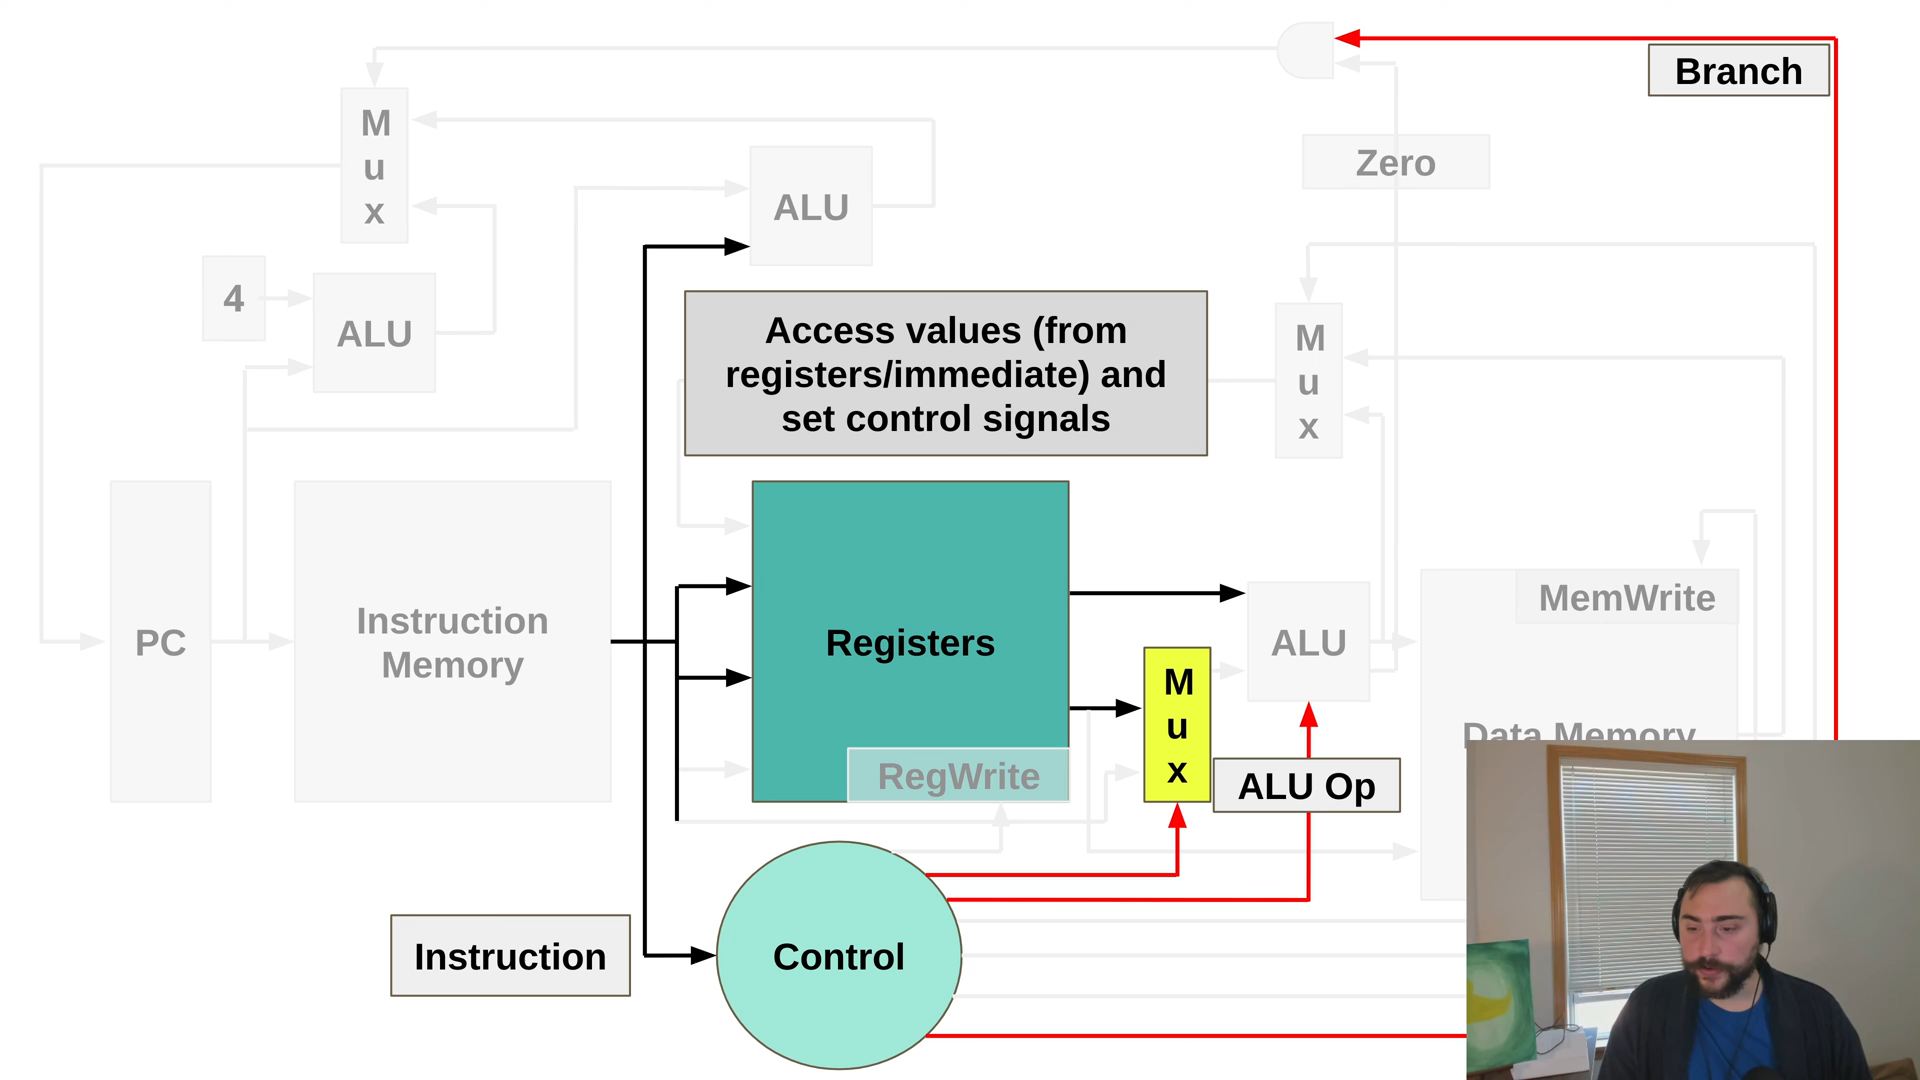 Branch
M
u
x
ALU
Zero
4
ALU
Access values (from
registers/immediate) and
set control signals
M
u
x
PC
Instruction
Memory
Registers
RegWrite
M
u
x
ALU
ALU Op
MemWrite
Data Memory
Instruction
Control